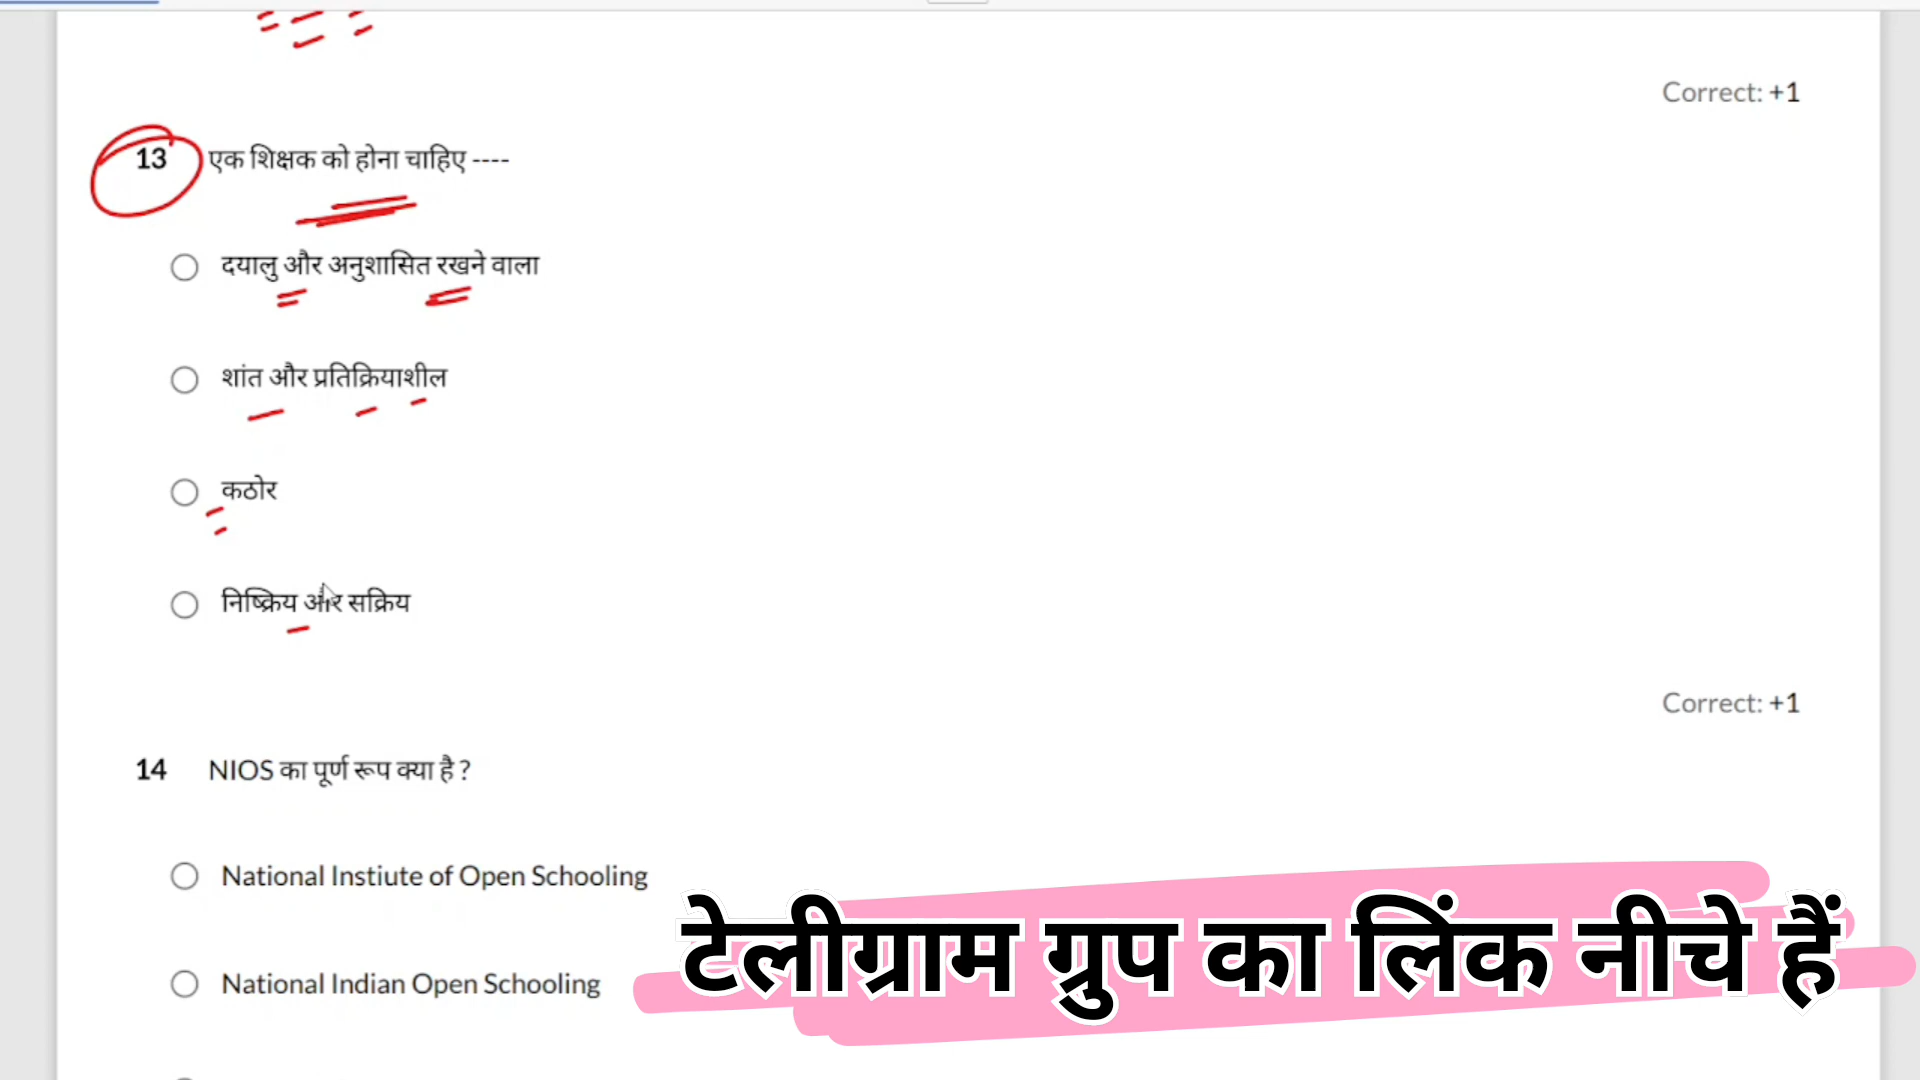 Correct: +1
13 एक शिक्षक को होना चाहिए ----
दयालु और अनुशासित रखने वाला
शांत और प्रतिक्रियाशील
कठोर
निष्क्रिय और सक्रिय
Correct: +1
14 NIOS का पूर्ण रूप क्या है ?
National Instiute of Open Schooling
National Indian Open Schooling
टेलीग्राम ग्रुप का लिंक नीचे हैं